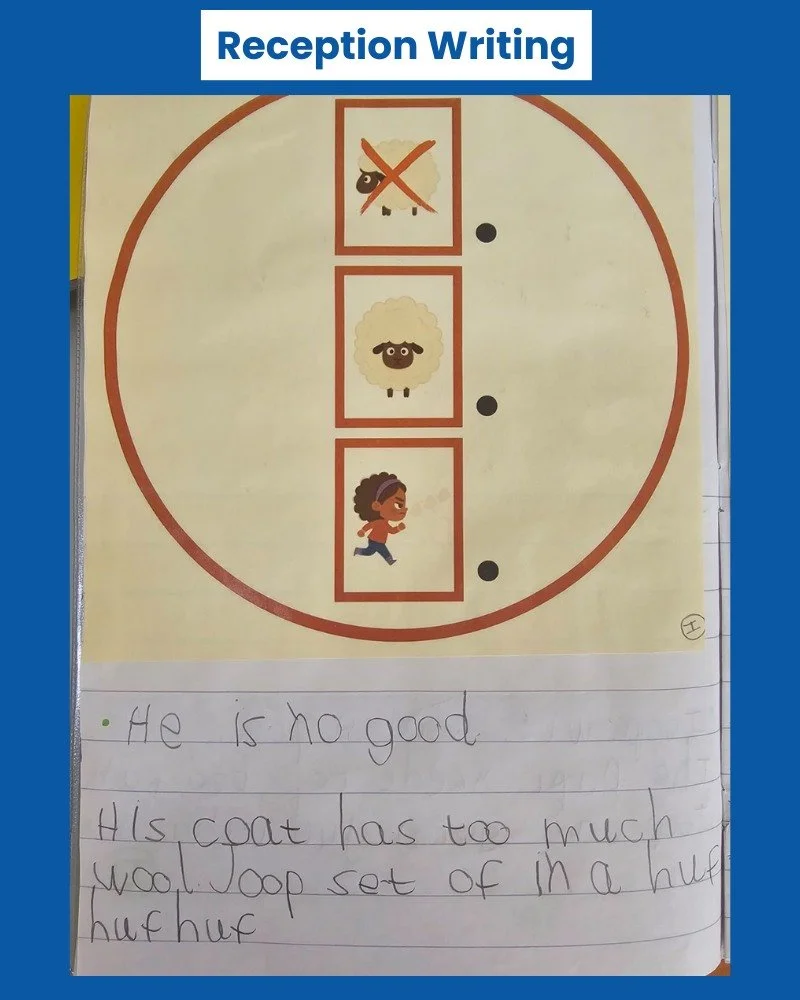 Reception Writing
I
He is no good
His coat has too much
wool. Joop set of in a huf
huf huf